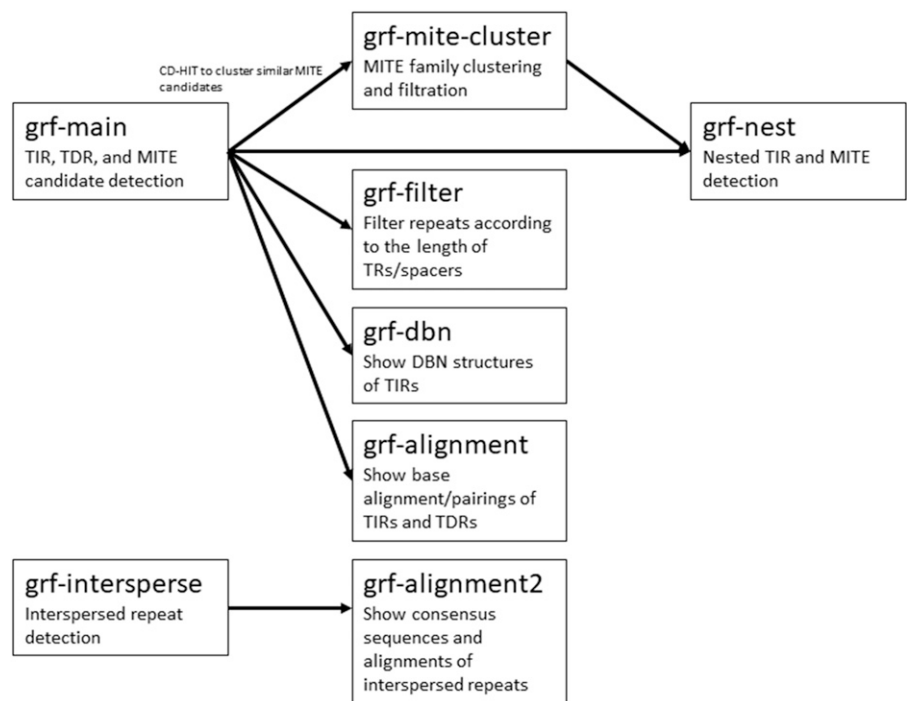 grf-mite-cluster
MITE family clustering
and filtration
CD-HIT to cluster similar MITE
candidates
grf-main
TIR, TDR, and MITE
candidate detection
grf-nest
Nested TIR and MITE
detection
grf-filter
Filter repeats according
to the length of
TRs/spacers
grf-dbn
Show DBN structures
of TIRs
grf-alignment
Show base
alignment/pairings of
TIRs and TDRs
grf-intersperse
Interspersed repeat
detection
grf-alignment2
Show consensus
sequences and
alignments of
interspersed repeats